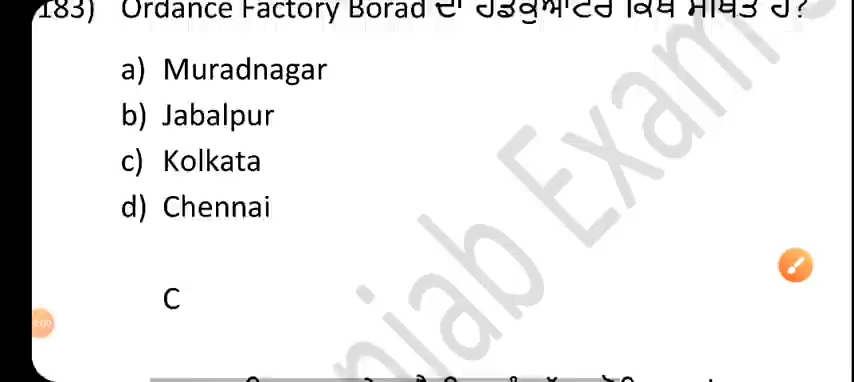 183) Ordance Factory Borad ਦਾ ਹੈਡਕੁਆਟਰ ਕਿਥੇ ਸਥਿਤ ਹੈ?
a) Muradnagar
b) Jabalpur
c) Kolkata
d) Chennai
C